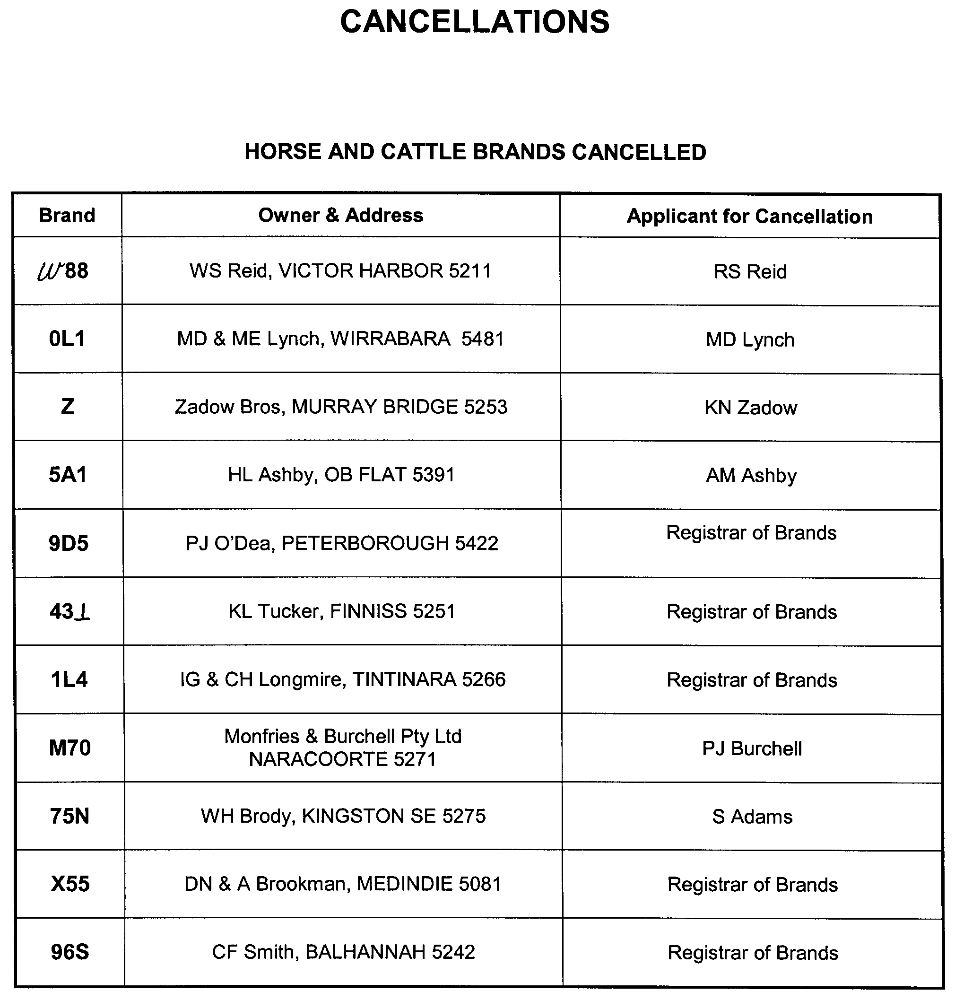 CANCELLATIONS
HORSE AND CATTLE BRANDS CANCELLED
Brand Owner & Address Applicant for Cancellation
W88 WS Reid, VICTOR HARBOR 5211 RS Reid
0L1 MD & ME Lynch, WIRRABARA 5481 MD Lynch
Z Zadow Bros, MURRAY BRIDGE 5253 KN Zadow
5A1 HL Ashby, OB FLAT 5391 AM Ashby
9D5 PJ O'Dea, PETERBOROUGH 5422 Registrar of Brands
43 KL Tucker, FINNISS 5251 Registrar of Brands
1L4 IG & CH Longmire, TINTINARA 5266 Registrar of Brands
M70 Monfries & Burchell Pty Ltd
NARACOORTE 5271 PJ Burchell
75N WH Brody, KINGSTON SE 5275 S Adams
X55 DN & A Brookman, MEDINDIE 5081 Registrar of Brands
96S CF Smith, BALHANNAH 5242 Registrar of Brands